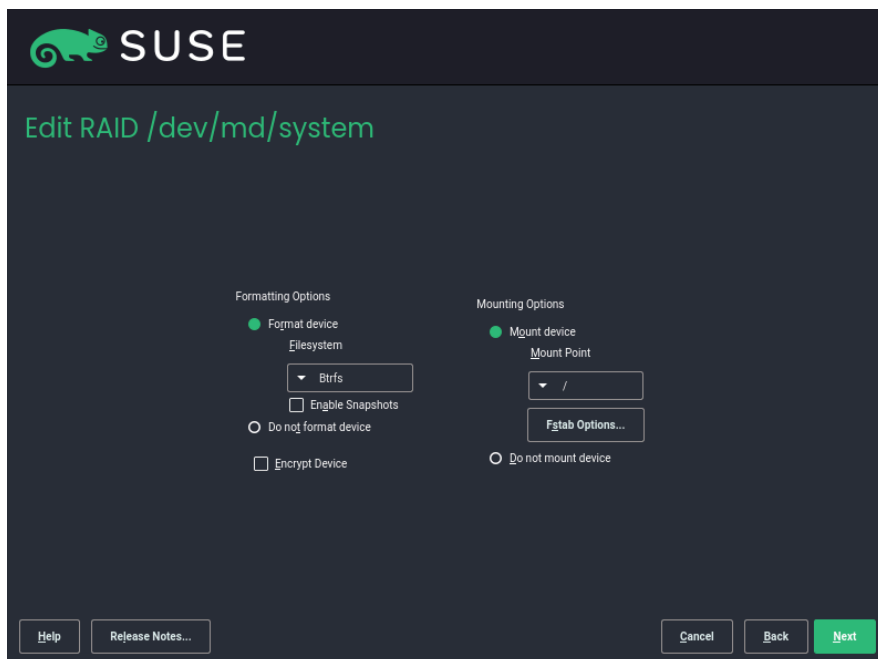 SUSE
Edit RAID /dev/md/system
Formatting Options
Format device
Filesystem
Btrfs
Enable Snapshots
Do not format device
Encrypt Device
Mounting Options
Mount device
Mount Point
/
Fstab Options...
Do not mount device
Help
Release Notes...
Cancel
Back
Next